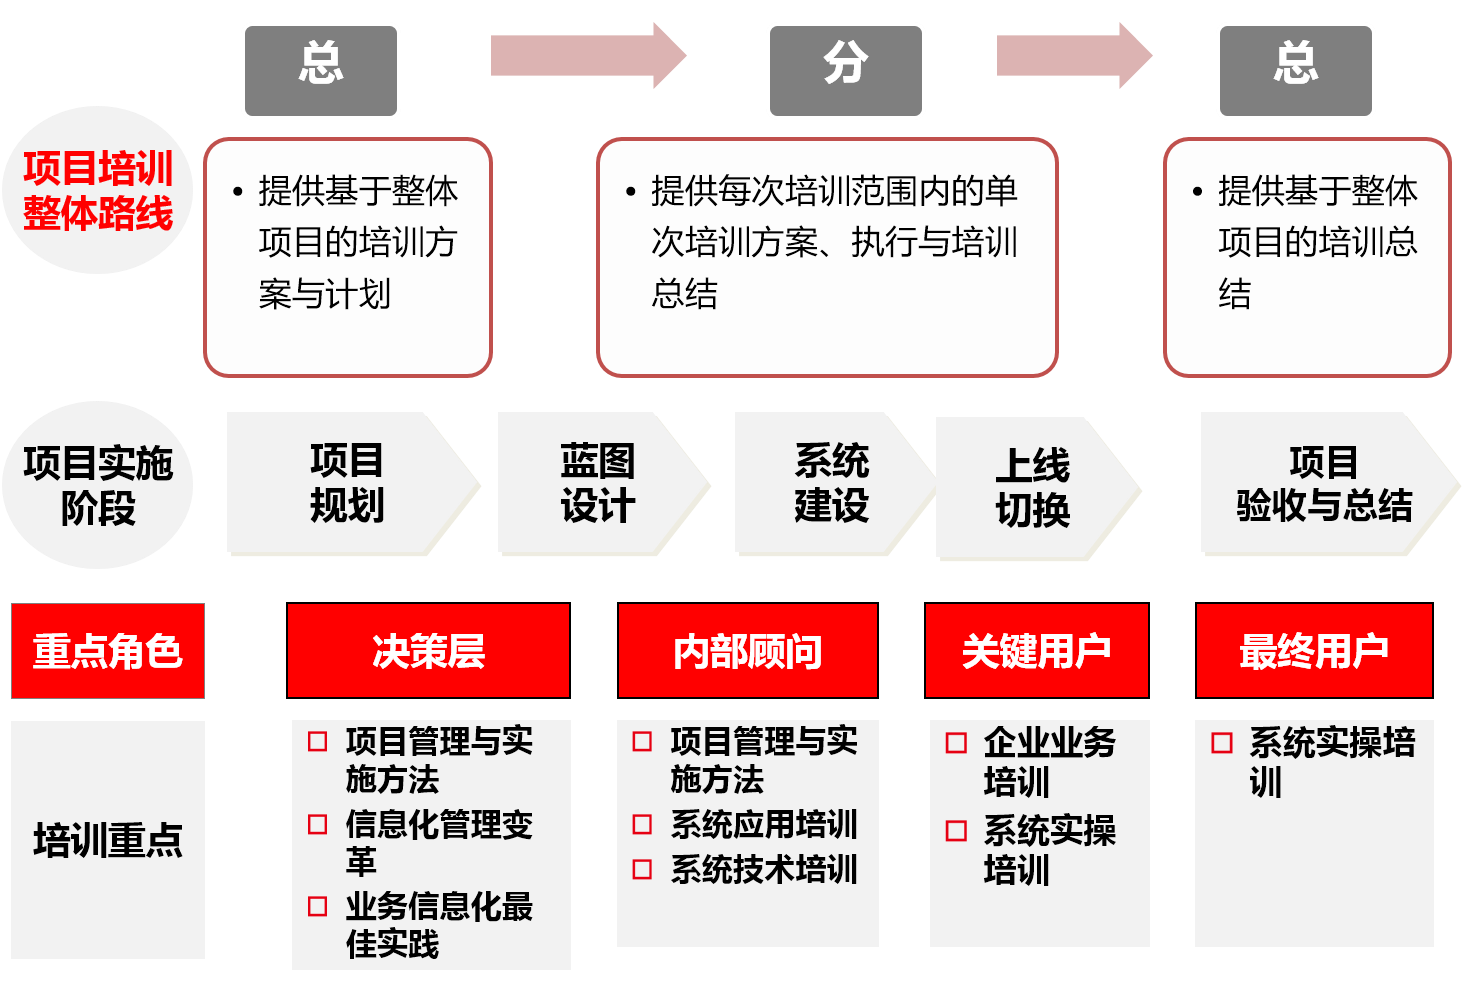 总
分
总
项目培训
整体路线
• 提供基于整体
项目的培训方
案与计划
• 提供每次培训范围内的单
次培训方案、执行与培训
总结
• 提供基于整体
项目的培训总
结
项目实施
阶段
项目
规划
蓝图
设计
系统
建设
上线
切换
项目
验收与总结
重点角色
决策层
内部顾问
关键用户
最终用户
培训重点
项目管理与实
施方法
信息化管理变
革
业务信息化最
佳实践
项目管理与实
施方法
系统应用培训
系统技术培训
企业业务
培训
系统实操
培训
系统实操培
训